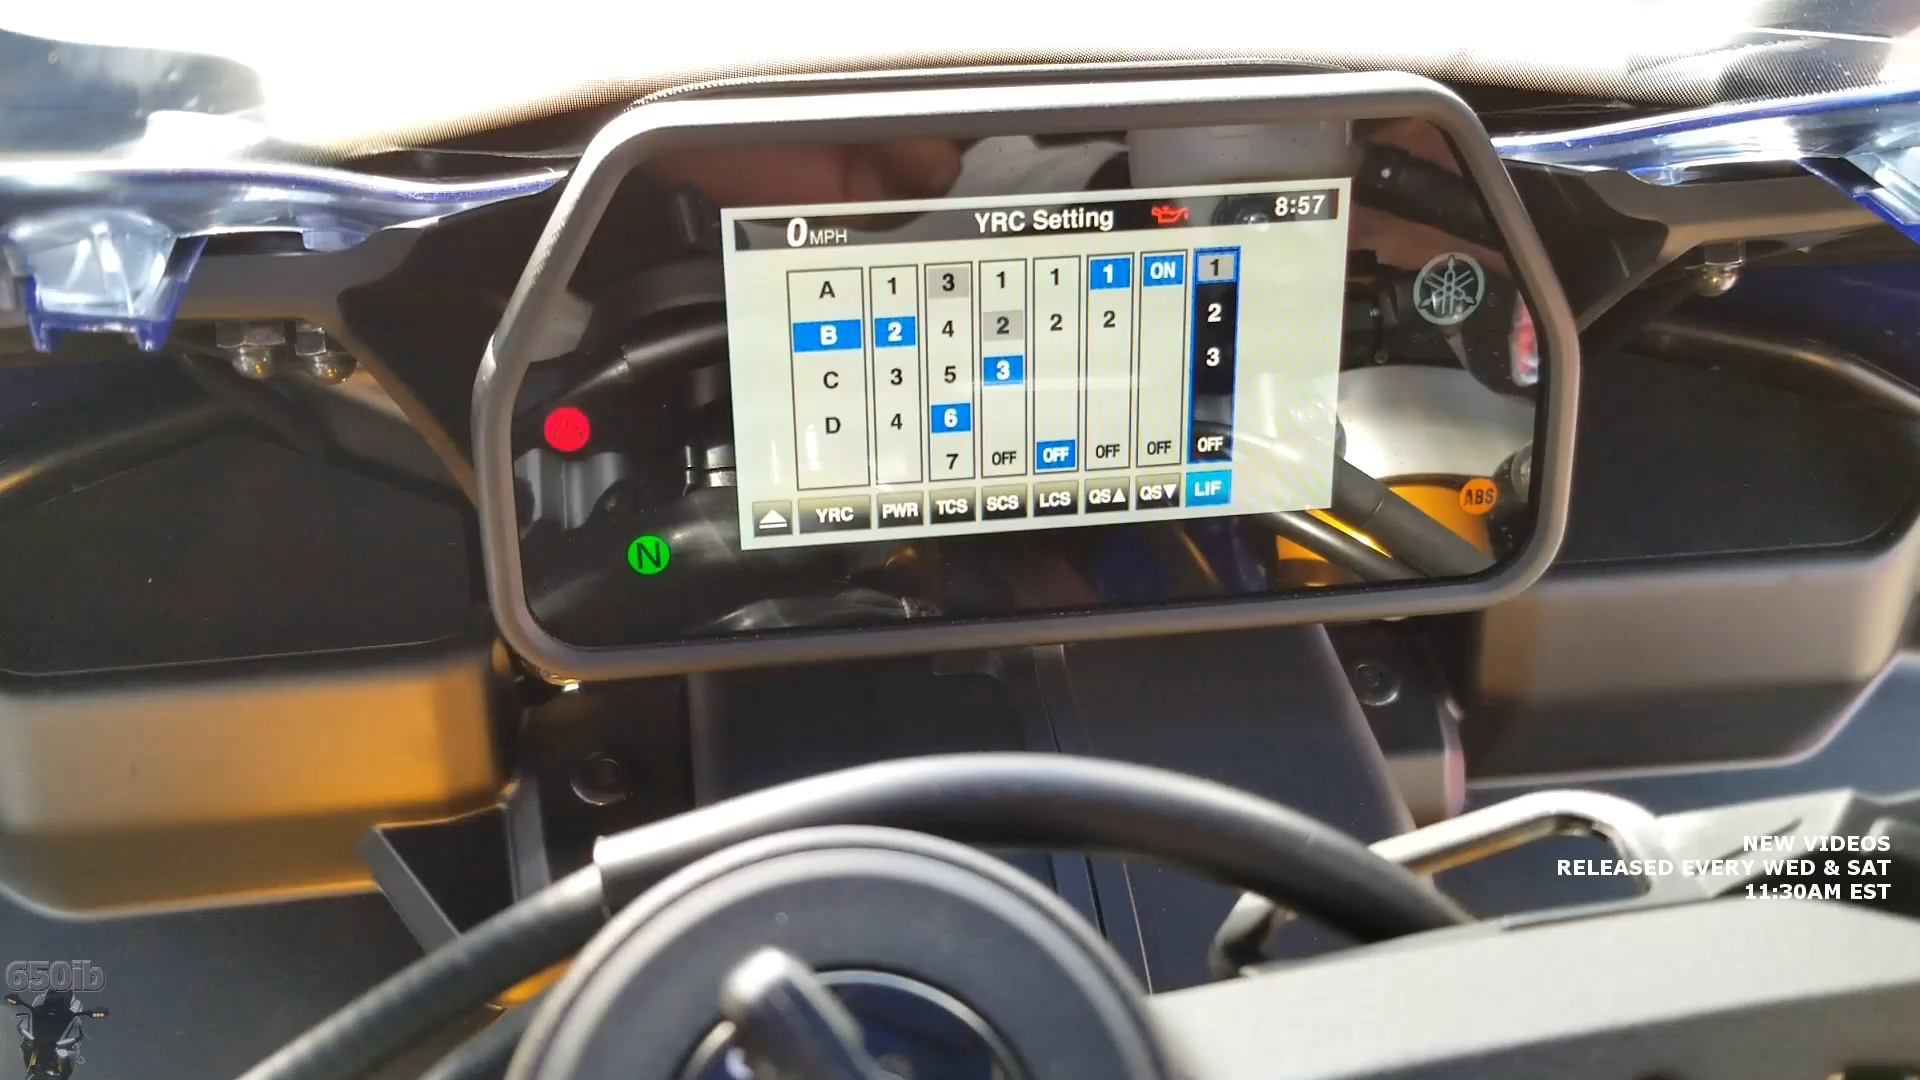 0 MPH YRC Setting 8:57
A 1 3 1 1 1 ON 1
B 2 4 2 2 2 2
C 3 5 3 3
D 4 6
7 OFF OFF OFF OFF OFF
YRC PWR TCS SCS LCS QS▲ QS▼ LIF
ABS
N
NEW VIDEOS
RELEASED EVERY WED & SAT
11:30AM EST
650ib